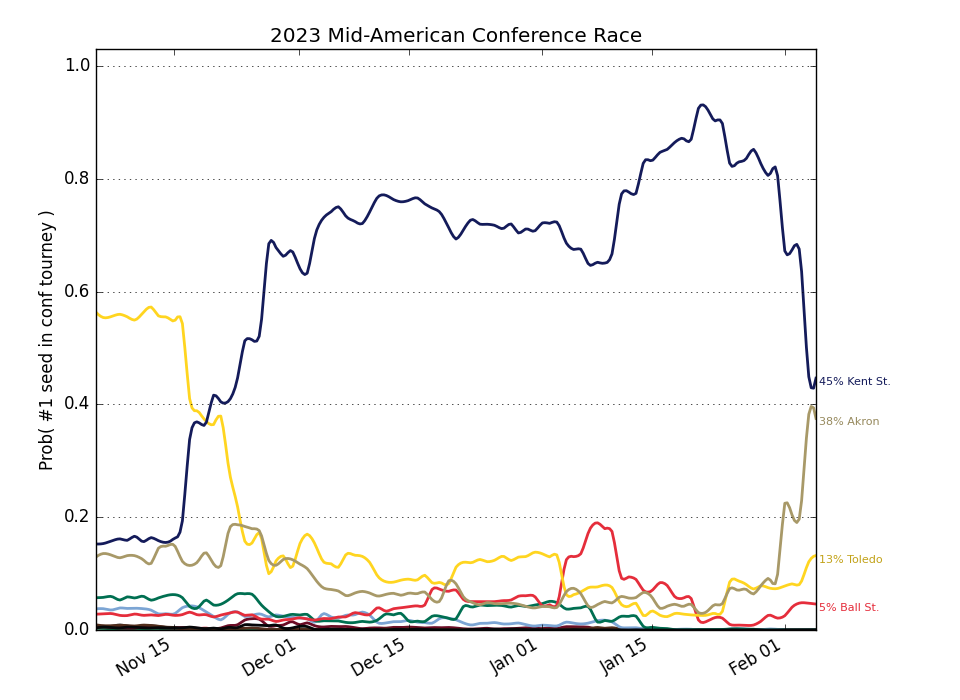 2023 Mid-American Conference Race
Prob( #1 seed in conf tourney )
1.0
0.8
0.6
0.4
0.2
0.0
45% Kent St.
38% Akron
13% Toledo
5% Ball St.
Nov 15
Dec 01
Dec 15
Jan 01
Jan 15
Feb 01